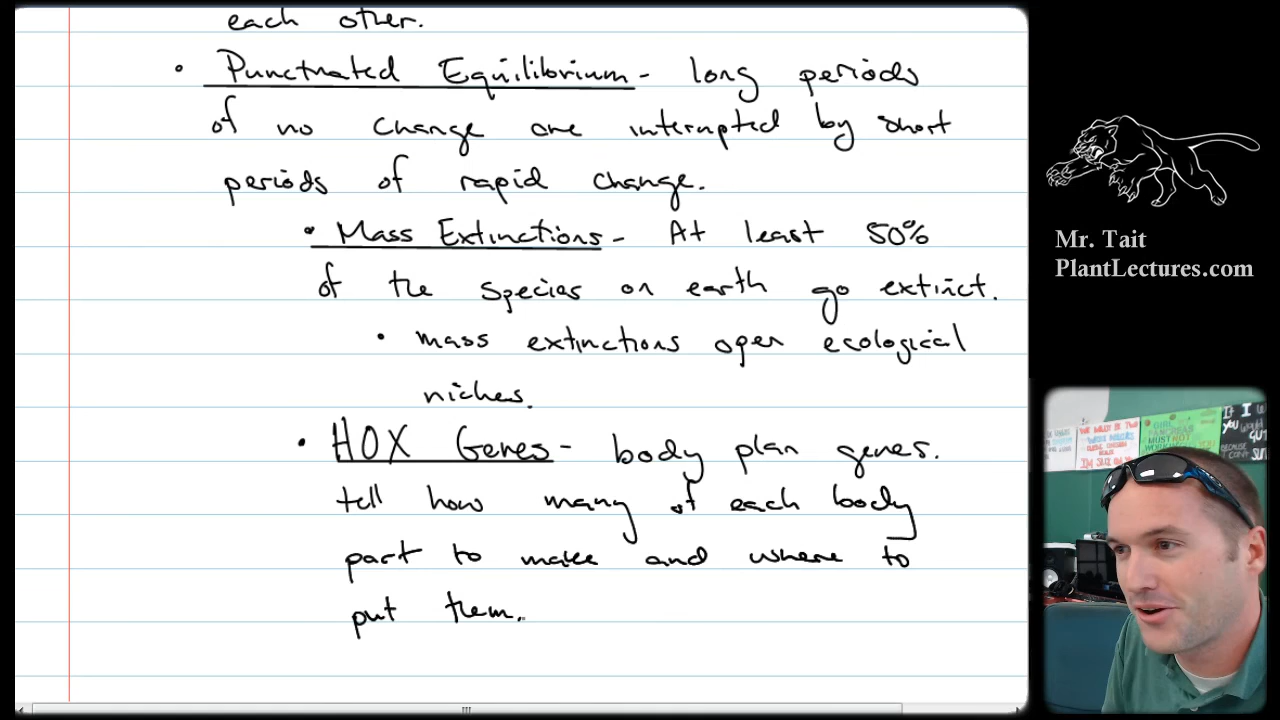 each other.
• Punctuated Equilibrium - long periods
of no change are interrupted by short
periods of rapid change.
• Mass Extinctions - At least 50%
of the species on earth go extinct.
• mass extinctions open ecological
niches.
• HOX Genes - body plan genes.
tell how many of each body
part to make and where to
put them.
Mr. Tait
PlantLectures.com